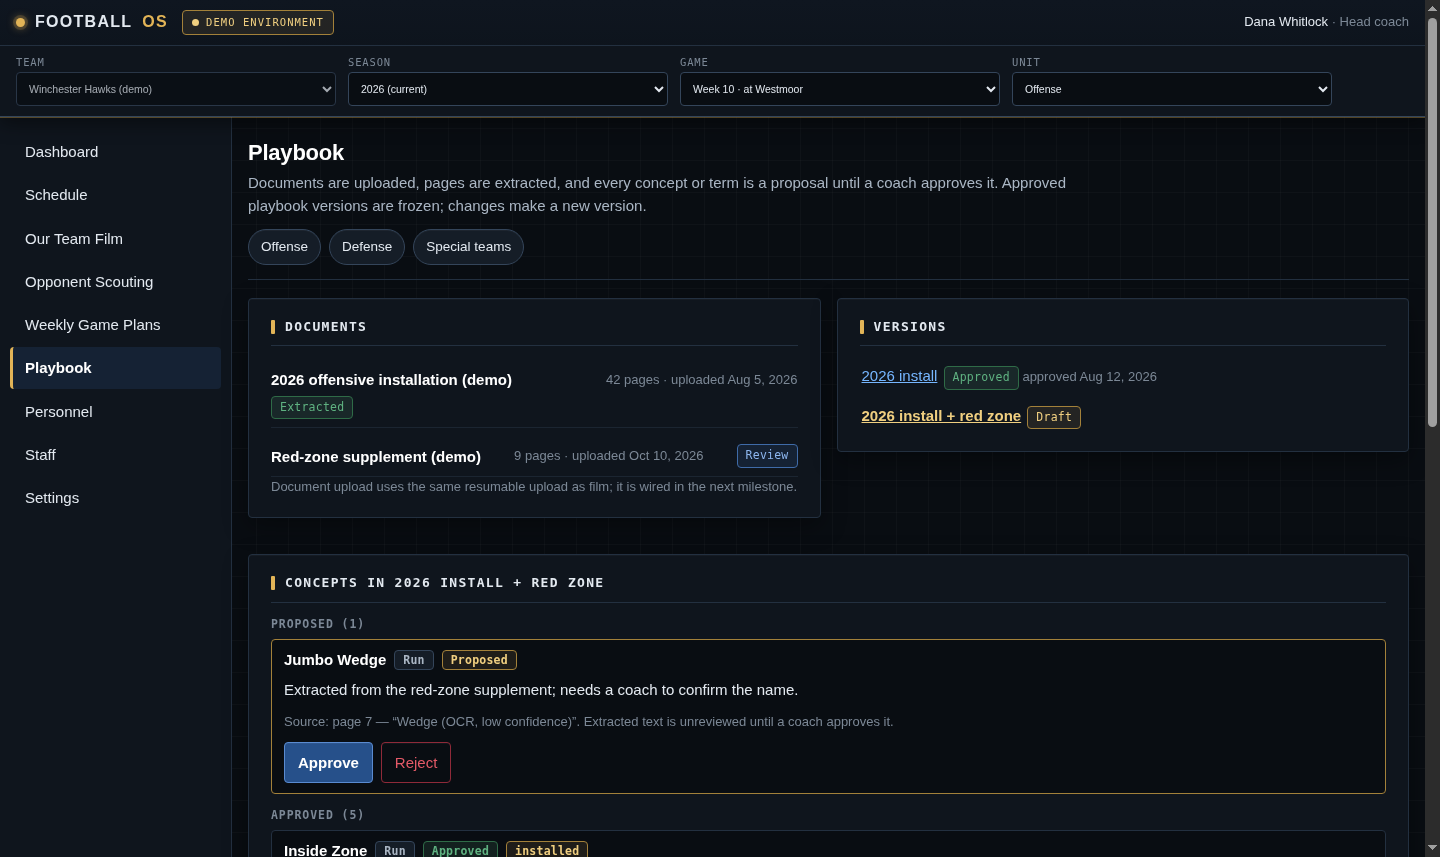 FOOTBALL OS
DEMO ENVIRONMENT
Dana Whitlock · Head coach
TEAM
Winchester Hawks (demo)
SEASON
2026 (current)
GAME
Week 10 · at Westmoor
UNIT
Offense
Dashboard
Schedule
Our Team Film
Opponent Scouting
Weekly Game Plans
Playbook
Personnel
Staff
Settings
Playbook
Documents are uploaded, pages are extracted, and every concept or term is a proposal until a coach approves it. Approved
playbook versions are frozen; changes make a new version.
Offense
Defense
Special teams
DOCUMENTS
2026 offensive installation (demo)
42 pages · uploaded Aug 5, 2026
Extracted
Red-zone supplement (demo)
9 pages · uploaded Oct 10, 2026
Review
Document upload uses the same resumable upload as film; it is wired in the next milestone.
VERSIONS
2026 install Approved approved Aug 12, 2026
2026 install + red zone Draft
CONCEPTS IN 2026 INSTALL + RED ZONE
PROPOSED (1)
Jumbo Wedge Run Proposed
Extracted from the red-zone supplement; needs a coach to confirm the name.
Source: page 7 — “Wedge (OCR, low confidence)”. Extracted text is unreviewed until a coach approves it.
Approve
Reject
APPROVED (5)
Inside Zone Run Approved installed